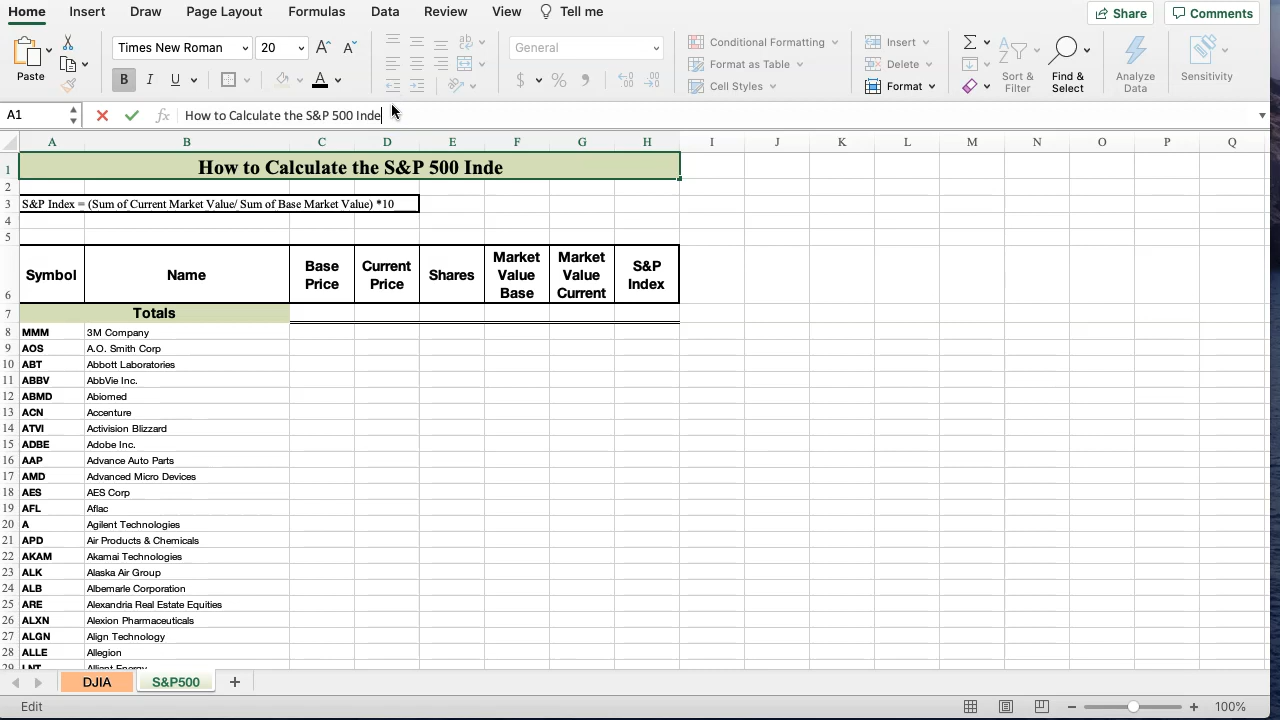 Home Insert Draw Page Layout Formulas Data Review View Tell me Share Comments
Paste Times New Roman 20 A A General Conditional Formatting Insert Sort & Filter Find & Select Analyze Data Sensitivity
Format as Table Delete
B I U A $ % Cell Styles Format
A1 fx How to Calculate the S&P 500 Inde
A B C D E F G H I J K L M N O P Q
1 How to Calculate the S&P 500 Inde
2
3 S&P Index = (Sum of Current Market Value/ Sum of Base Market Value) *10
4
5
6 Symbol Name Base Price Current Price Shares Market Value Base Market Value Current S&P Index
7 Totals
8 MMM 3M Company
9 AOS A.O. Smith Corp
10 ABT Abbott Laboratories
11 ABBV AbbVie Inc.
12 ABMD Abiomed
13 ACN Accenture
14 ATVI Activision Blizzard
15 ADBE Adobe Inc.
16 AAP Advance Auto Parts
17 AMD Advanced Micro Devices
18 AES AES Corp
19 AFL Aflac
20 A Agilent Technologies
21 APD Air Products & Chemicals
22 AKAM Akamai Technologies
23 ALK Alaska Air Group
24 ALB Albemarle Corporation
25 ARE Alexandria Real Estate Equities
26 ALXN Alexion Pharmaceuticals
27 ALGN Align Technology
28 ALLE Allegion
29 LNT Alliant Energy
DJIA S&P500 +
Edit 100%